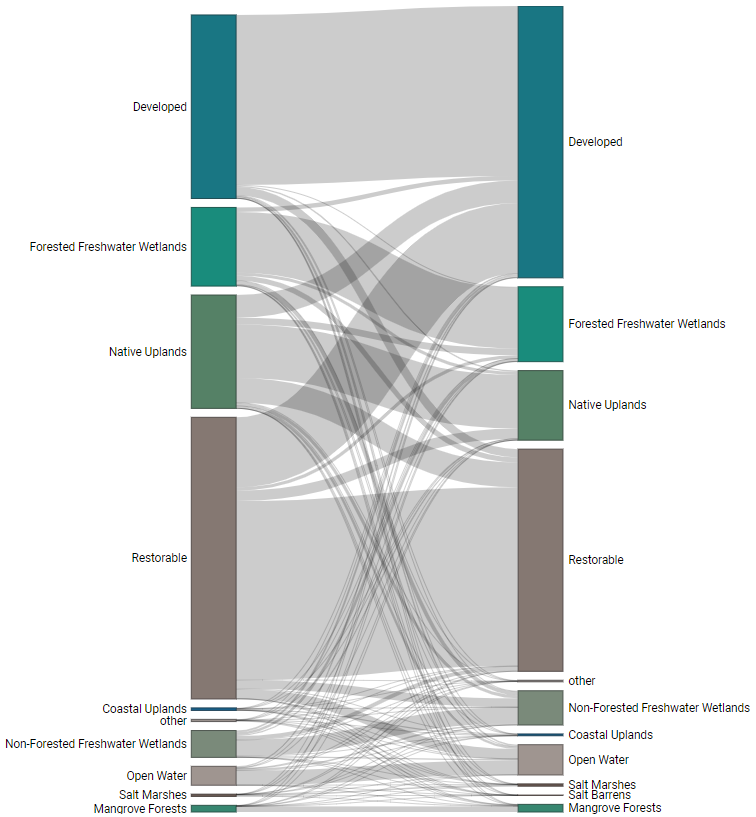 Developed
Forested Freshwater Wetlands
Native Uplands
Restorable
Coastal Uplands
other
Non-Forested Freshwater Wetlands
Open Water
Salt Marshes
Mangrove Forests
Developed
Forested Freshwater Wetlands
Native Uplands
Restorable
other
Non-Forested Freshwater Wetlands
Coastal Uplands
Open Water
Salt Marshes
Salt Barrens
Mangrove Forests